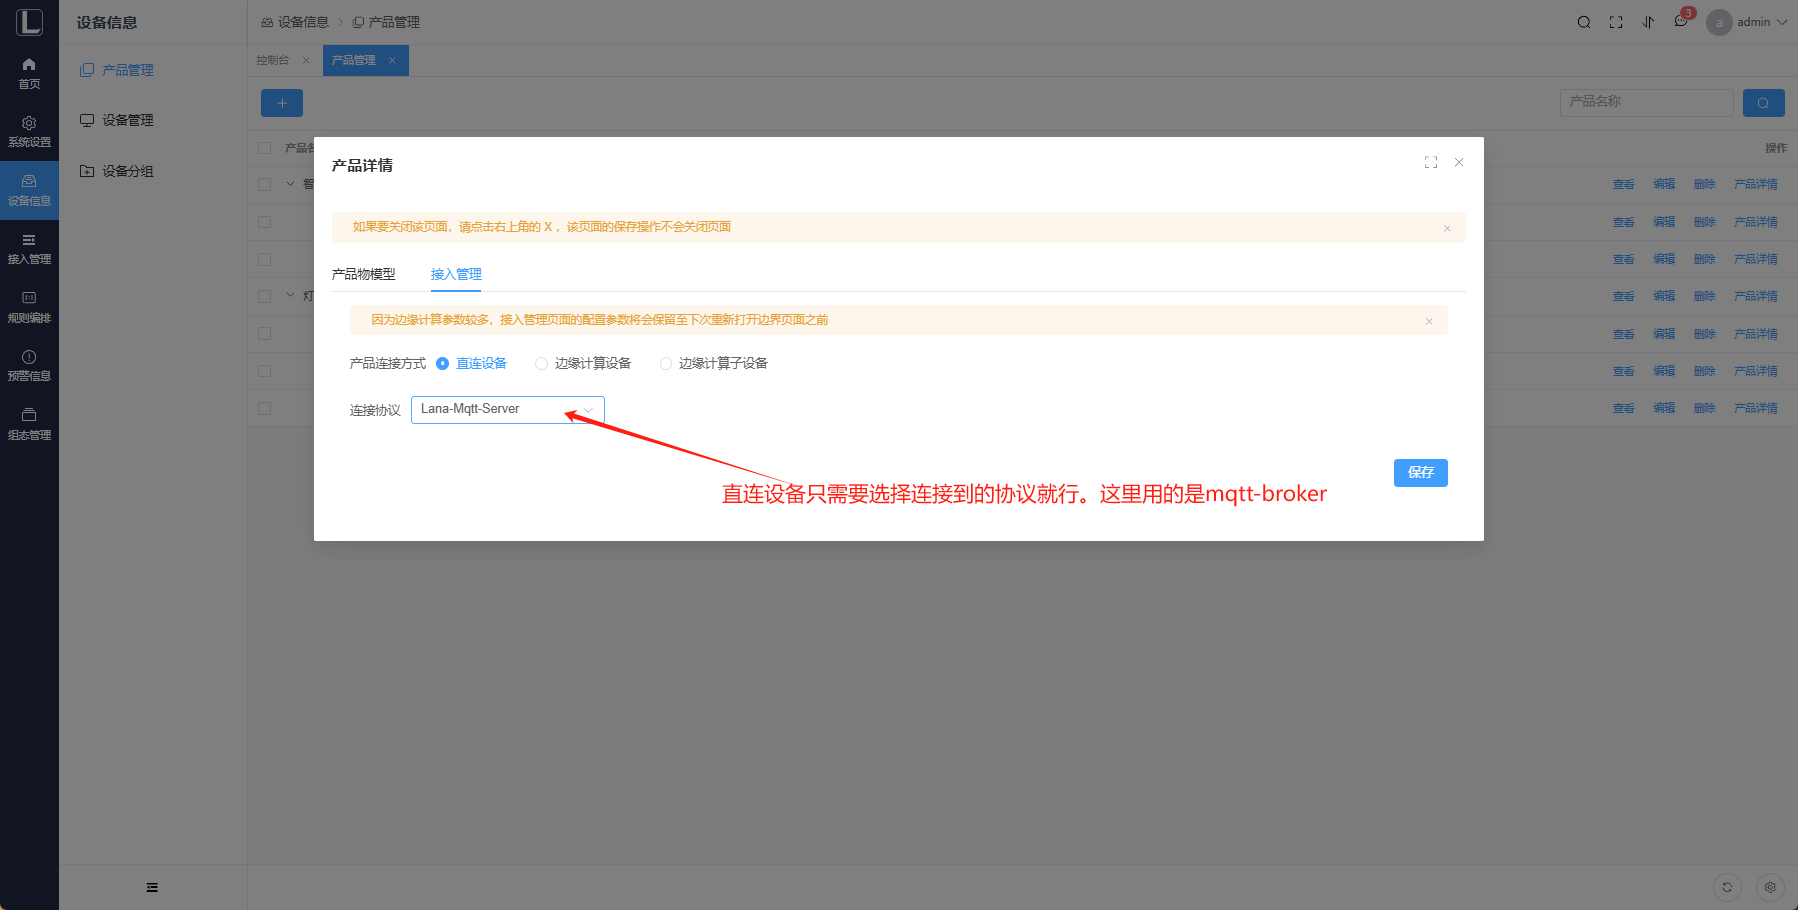 设备信息
设备信息 > 产品管理
3
a admin
首页
系统设置
设备信息
接入管理
规则编排
预警信息
组态管理
产品管理
设备管理
设备分组
控制台 ×
产品管理 ×
+
产品名称
操作
智
查看 编辑 删除 产品详情
查看 编辑 删除 产品详情
查看 编辑 删除 产品详情
灯
查看 编辑 删除 产品详情
查看 编辑 删除 产品详情
查看 编辑 删除 产品详情
查看 编辑 删除 产品详情
产品详情
如果要关闭该页面，请点击右上角的 X ，该页面的保存操作不会关闭页面
产品物模型 接入管理
因为边缘计算参数较多，接入管理页面的配置参数将会保留至下次重新打开边界页面之前
产品连接方式 直连设备 边缘计算设备 边缘计算子设备
连接协议 Lana-Mqtt-Server
保存
直连设备只需要选择连接到的协议就行。这里用的是mqtt-broker